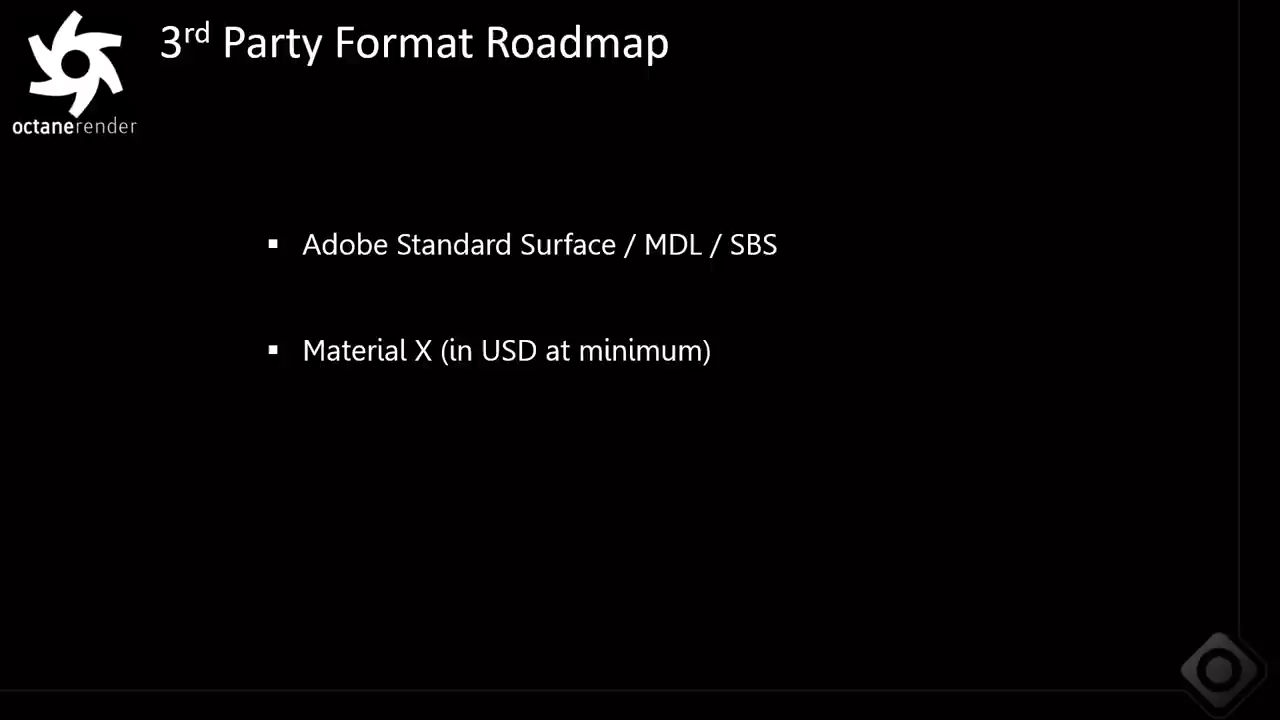 3rd Party Format Roadmap
octanerender
▪ Adobe Standard Surface / MDL / SBS
▪ Material X (in USD at minimum)